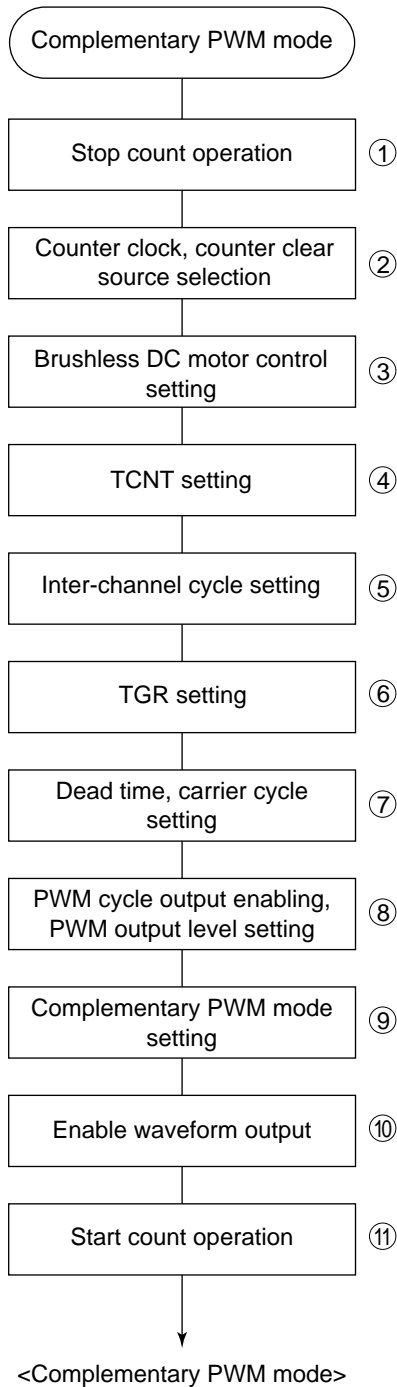 Complementary PWM mode
Stop count operation
①
Counter clock, counter clear
source selection
②
Brushless DC motor control
setting
③
TCNT setting
④
Inter-channel cycle setting
⑤
TGR setting
⑥
Dead time, carrier cycle
setting
⑦
PWM cycle output enabling,
PWM output level setting
⑧
Complementary PWM mode
setting
⑨
Enable waveform output
⑩
Start count operation
⑪
<Complementary PWM mode>